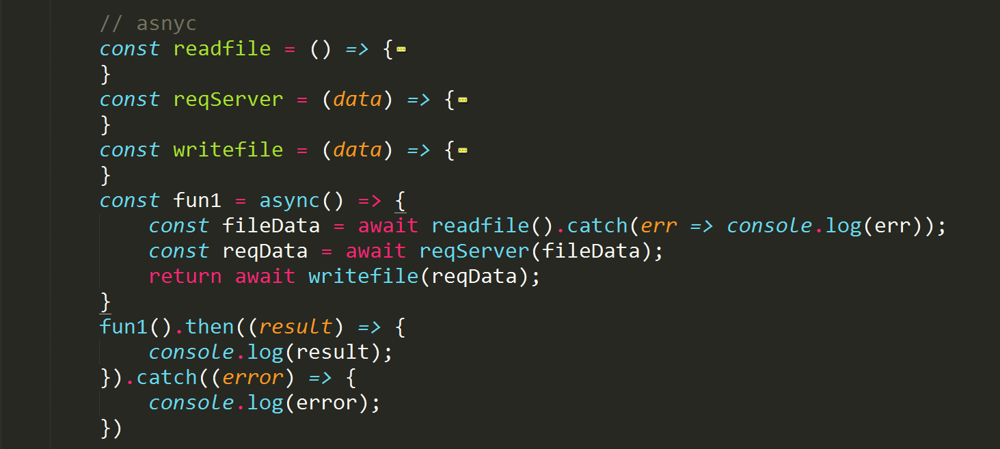 // asnyc
const readfile = () => {
}
const reqServer = (data) => {
}
const writefile = (data) => {
}
const fun1 = async() => {
    const fileData = await readfile().catch(err => console.log(err));
    const reqData = await reqServer(fileData);
    return await writefile(reqData);
}
fun1().then((result) => {
    console.log(result);
}).catch((error) => {
    console.log(error);
})